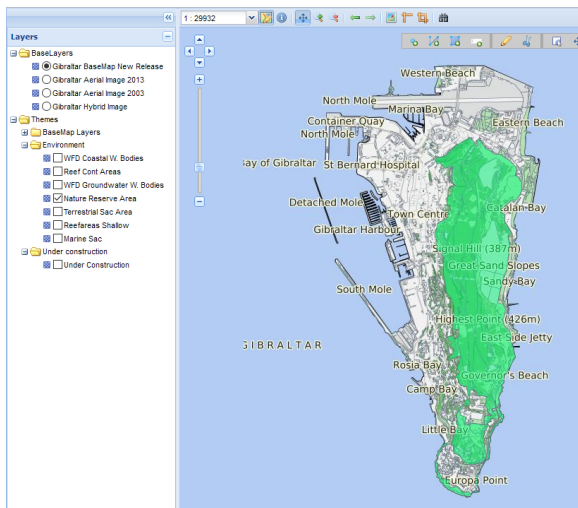 1 : 29932
Layers
BaseLayers
Gibraltar BaseMap New Release
Gibraltar Aerial Image 2013
Gibraltar Aerial Image 2003
Gibraltar Hybrid Image
Themes
BaseMap Layers
Environment
WFD Coastal W. Bodies
Reef Cont Areas
WFD Groundwater W. Bodies
Nature Reserve Area
Terrestrial Sac Area
Reefareas Shallow
Marine Sac
Under construction
Under Construction
Western Beach
North Mole
Marina Bay
Container Quay
Eastern Beach
North Mole
ay of Gibraltar
St Bernard Hospital
Detached Mole
Catalan Bay
Town Centre
Gibraltar Harbour
Signal Hill (387m)
Great Sand Slopes
Sandy Bay
South Mole
Highest Point (426m)
East Side Jetty
GIBRALTAR
Rosia Bay
Governor's Beach
Camp Bay
Little Bay
Europa Point